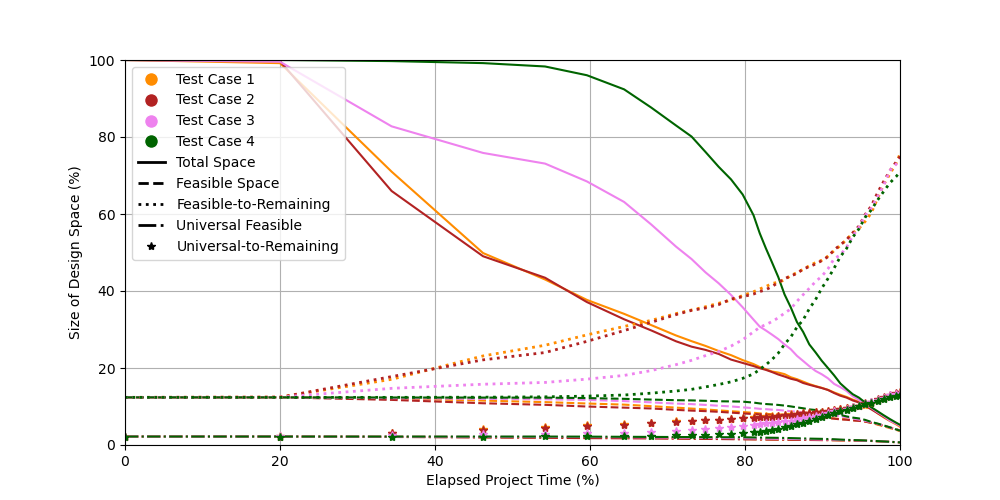 100
80
60
40
20
0
Size of Design Space (%)
Test Case 1
Test Case 2
Test Case 3
Test Case 4
Total Space
Feasible Space
Feasible-to-Remaining
Universal Feasible
Universal-to-Remaining
0 20 40 60 80 100
Elapsed Project Time (%)